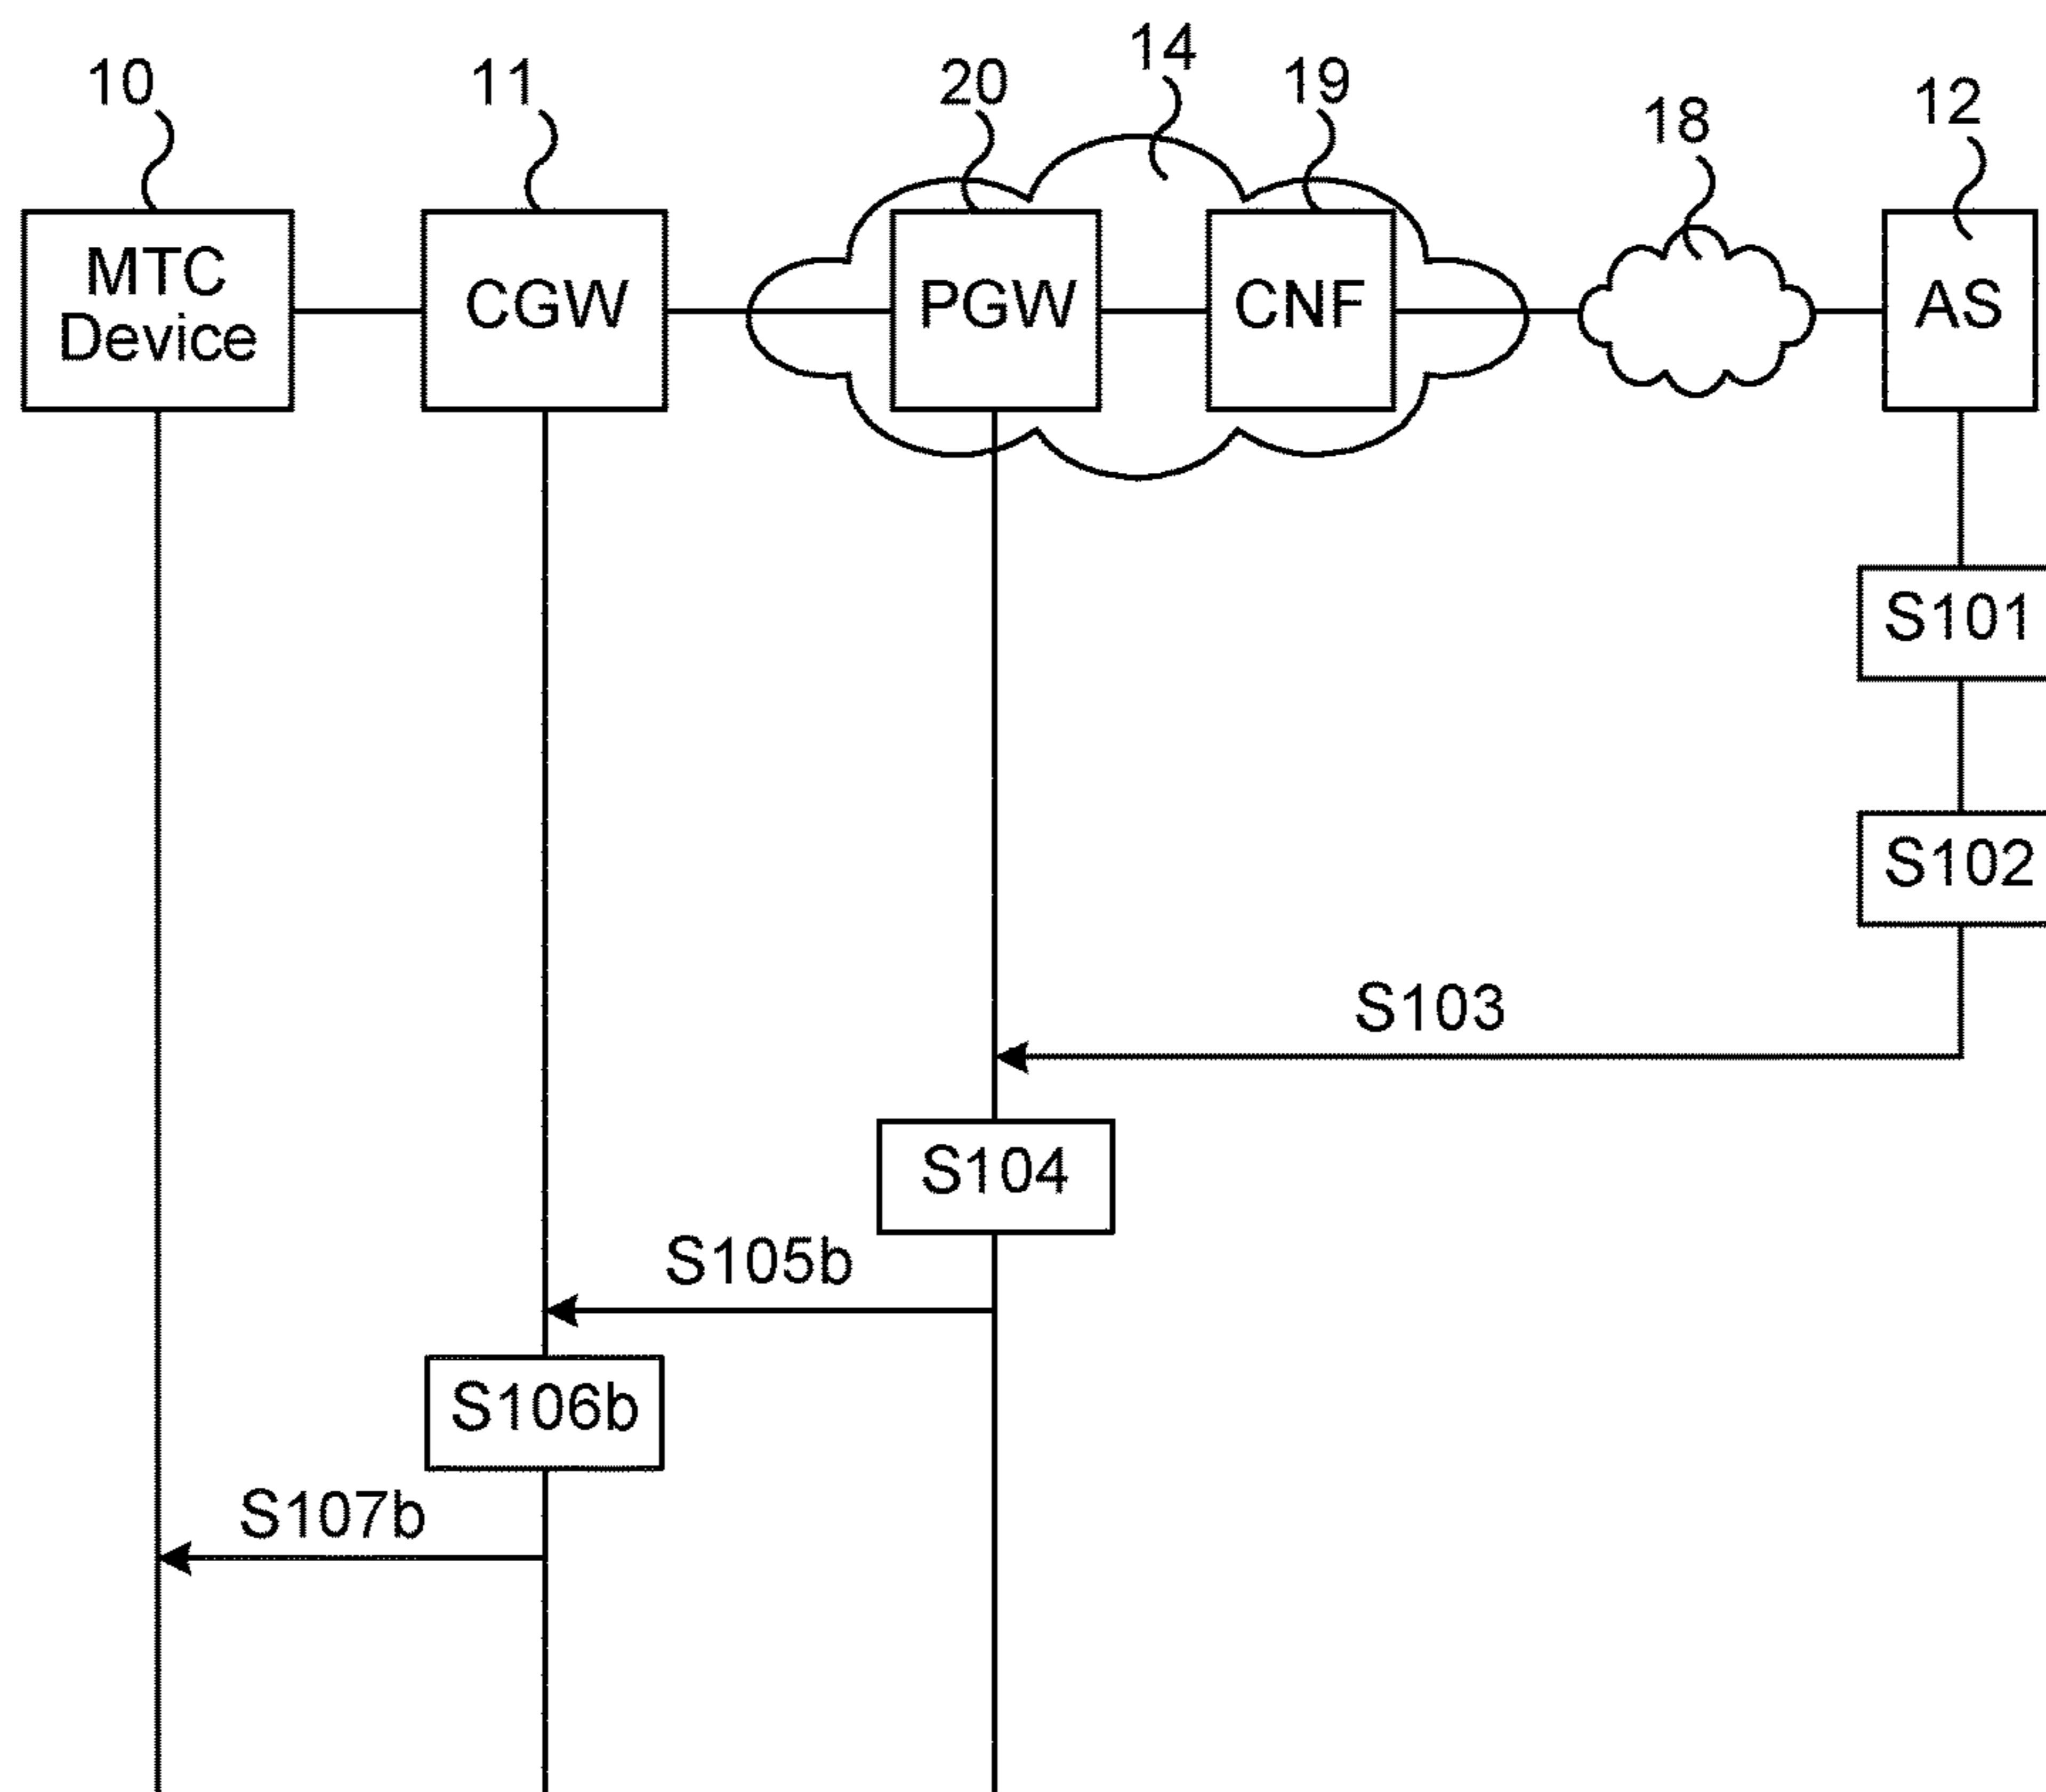 14
10
11
20
19
18
12
MTC
Device
CGW
PGW
CNF
AS
S101
S102
S103
S104
S105b
S106b
S107b